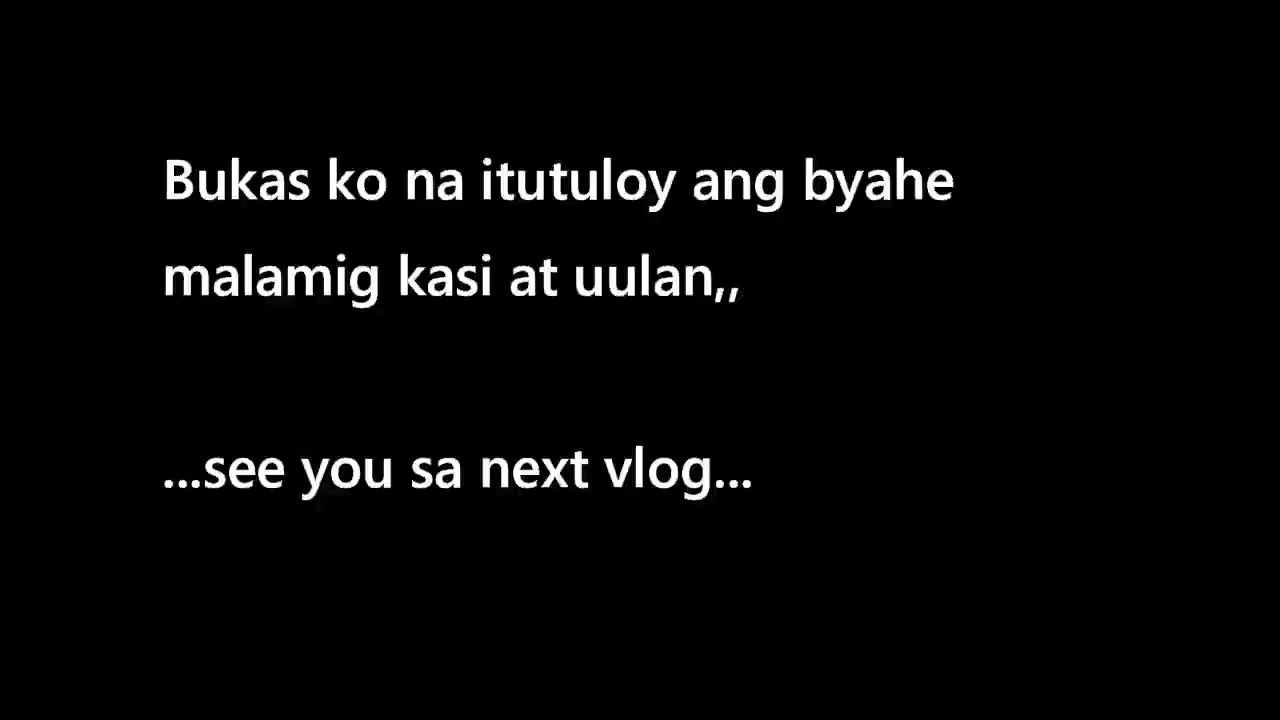 Bukas ko na itutuloy ang byahe
malamig kasi at uulan,,
...see you sa next vlog...